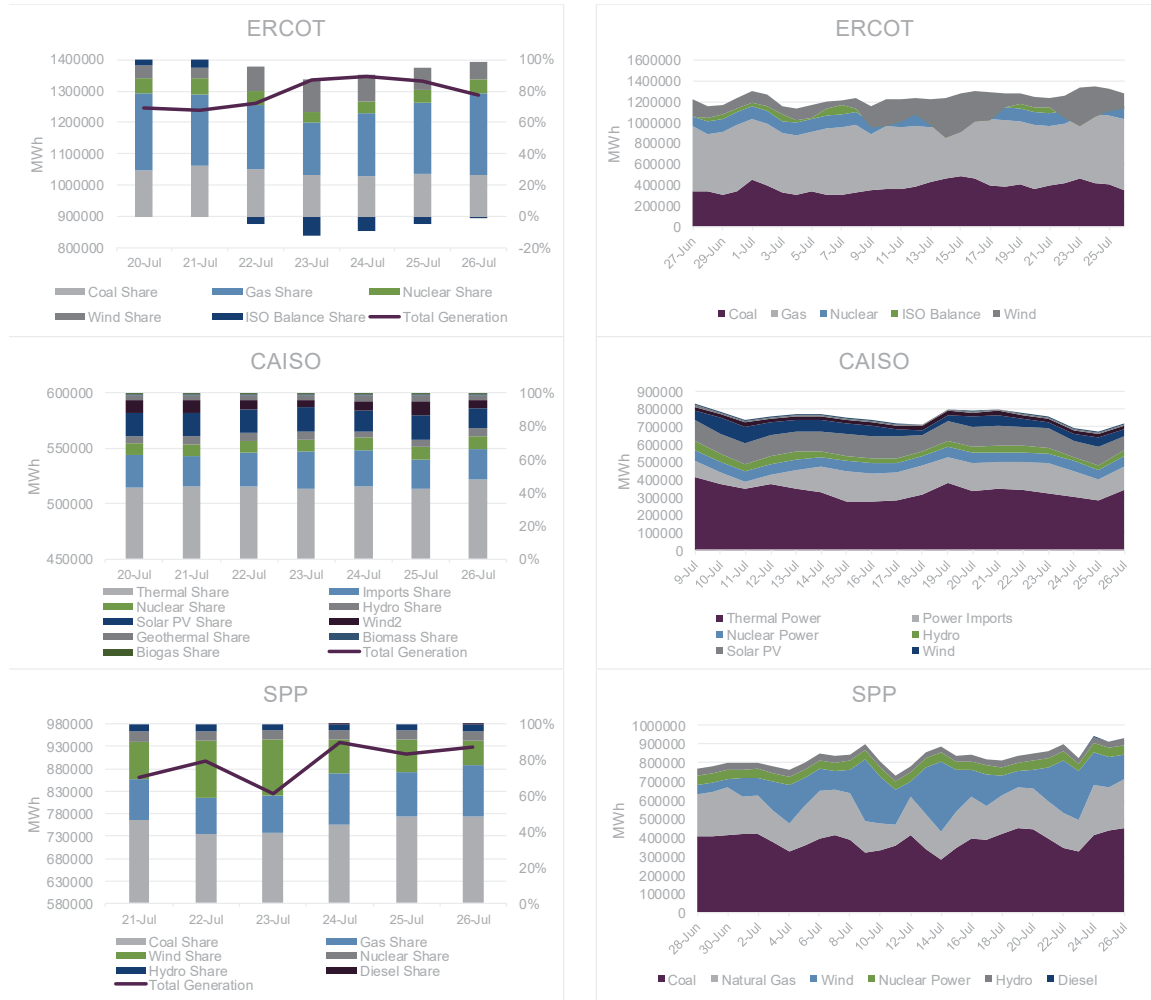 ERCOT
MWh
1400000
1300000
1200000
1100000
1000000
900000
800000
100%
80%
60%
40%
20%
0%
-20%
20-Jul 21-Jul 22-Jul 23-Jul 24-Jul 25-Jul 26-Jul
Coal Share Gas Share Nuclear Share
Wind Share ISO Balance Share Total Generation
ERCOT
MWh
1600000
1400000
1200000
1000000
800000
600000
400000
200000
0
27-Jun 29-Jun 1-Jul 3-Jul 5-Jul 7-Jul 9-Jul 11-Jul 13-Jul 15-Jul 17-Jul 19-Jul 21-Jul 23-Jul 25-Jul
Coal Gas Nuclear ISO Balance Wind
CAISO
MWh
600000
550000
500000
450000
100%
80%
60%
40%
20%
0%
20-Jul 21-Jul 22-Jul 23-Jul 24-Jul 25-Jul 26-Jul
Thermal Share Imports Share
Nuclear Share Hydro Share
Solar PV Share Wind2
Geothermal Share Biomass Share
Biogas Share Total Generation
CAISO
MWh
900000
800000
700000
600000
500000
400000
300000
200000
100000
0
9-Jul 10-Jul 11-Jul 12-Jul 13-Jul 14-Jul 15-Jul 16-Jul 17-Jul 18-Jul 19-Jul 20-Jul 21-Jul 22-Jul 23-Jul 24-Jul 25-Jul 26-Jul
Thermal Power Power Imports
Nuclear Power Hydro
Solar PV Wind
SPP
MWh
980000
930000
880000
830000
780000
730000
680000
630000
580000
100%
80%
60%
40%
20%
0%
21-Jul 22-Jul 23-Jul 24-Jul 25-Jul 26-Jul
Coal Share Gas Share
Wind Share Nuclear Share
Hydro Share Diesel Share
Total Generation
SPP
MWh
1000000
900000
800000
700000
600000
500000
400000
300000
200000
100000
0
28-Jun 30-Jun 2-Jul 4-Jul 6-Jul 8-Jul 10-Jul 12-Jul 14-Jul 16-Jul 18-Jul 20-Jul 22-Jul 24-Jul 26-Jul
Coal Natural Gas Wind Nuclear Power Hydro Diesel